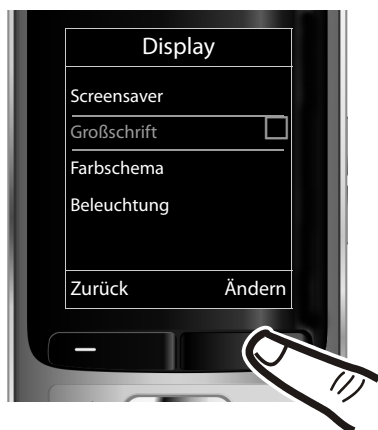 Display
Screensaver
Großschrift
Farbschema
Beleuchtung
Zurück Ändern